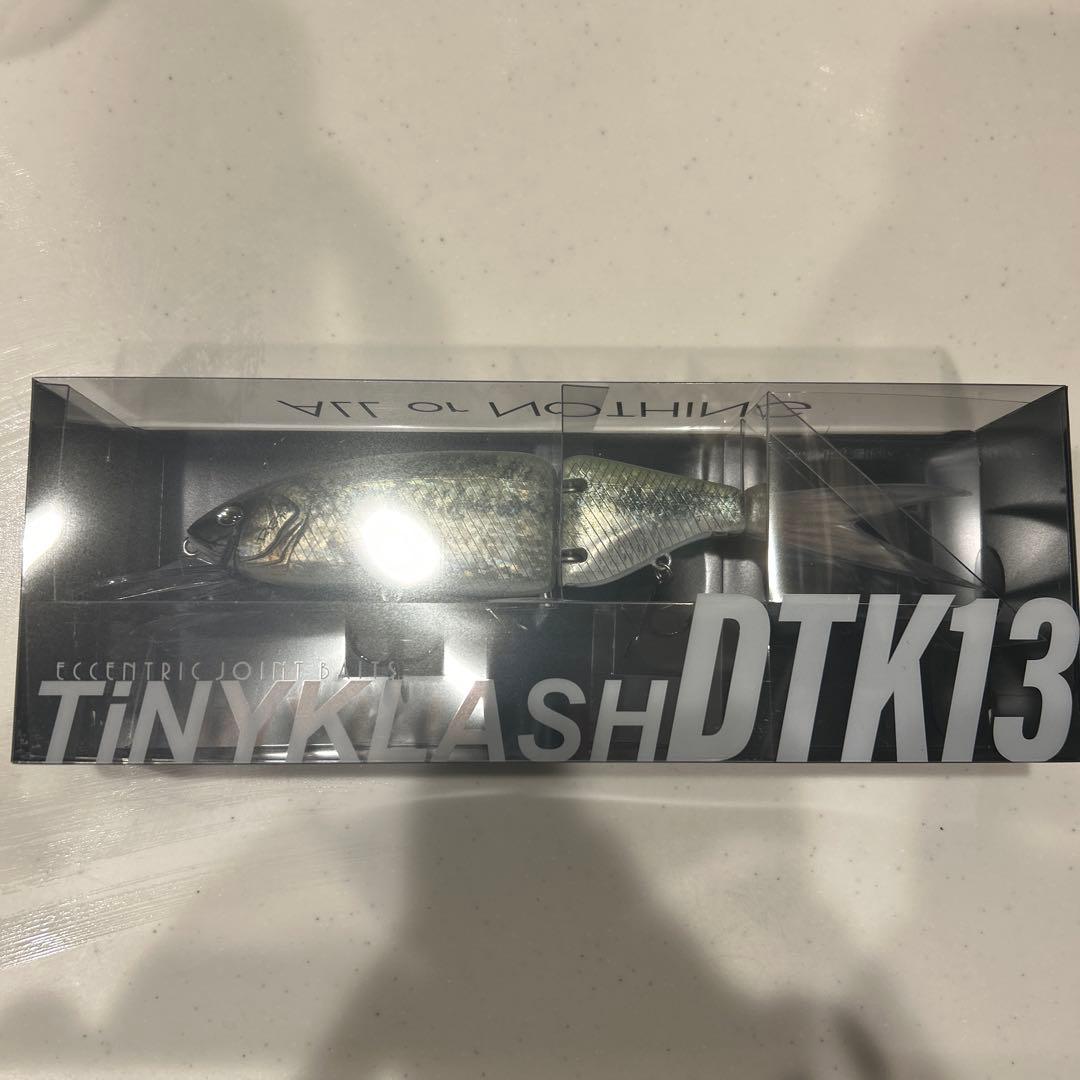 ALL or NOTHING
ECCENTRIC JOINT BAITS
TiNYKLASH DTK13